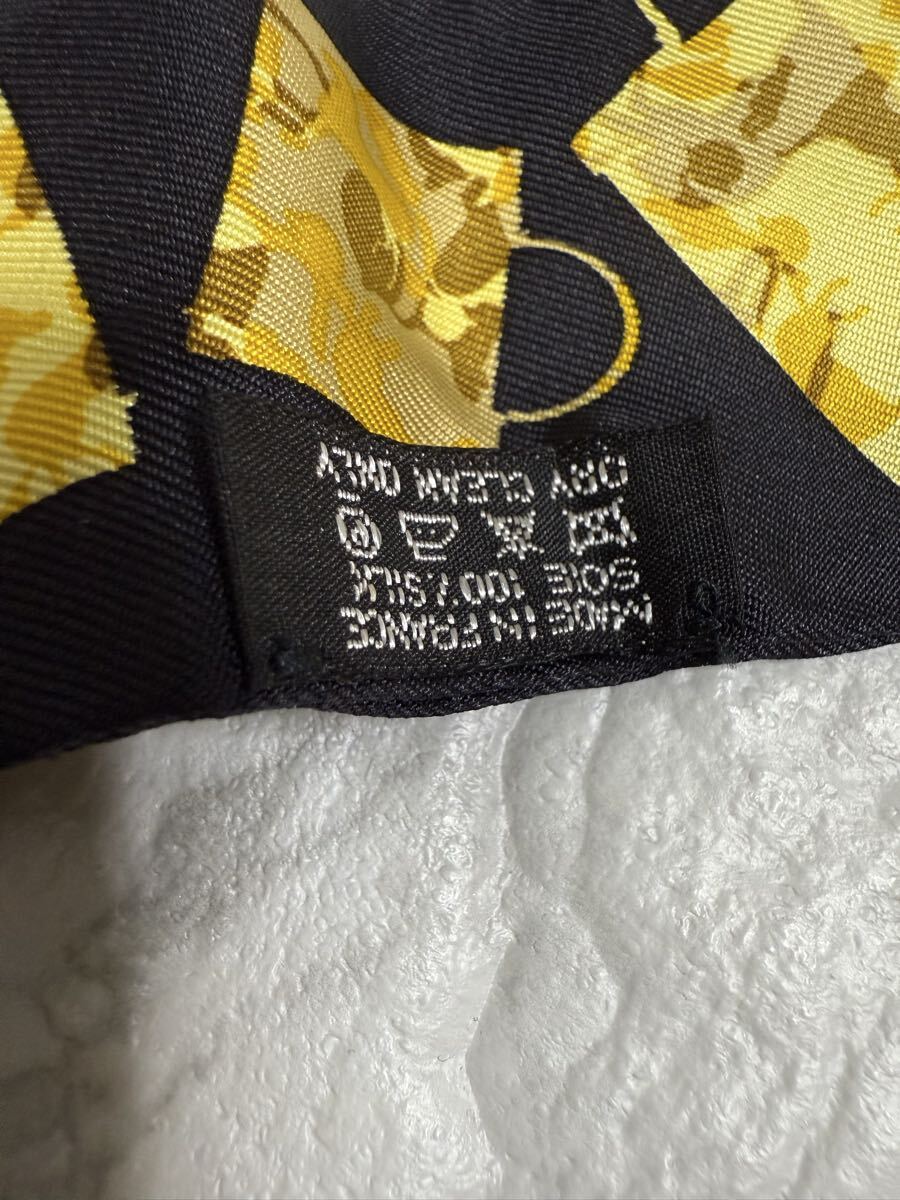 MADE IN FRANCE
SOIE 100% SILK
DRY CLEAN ONLY